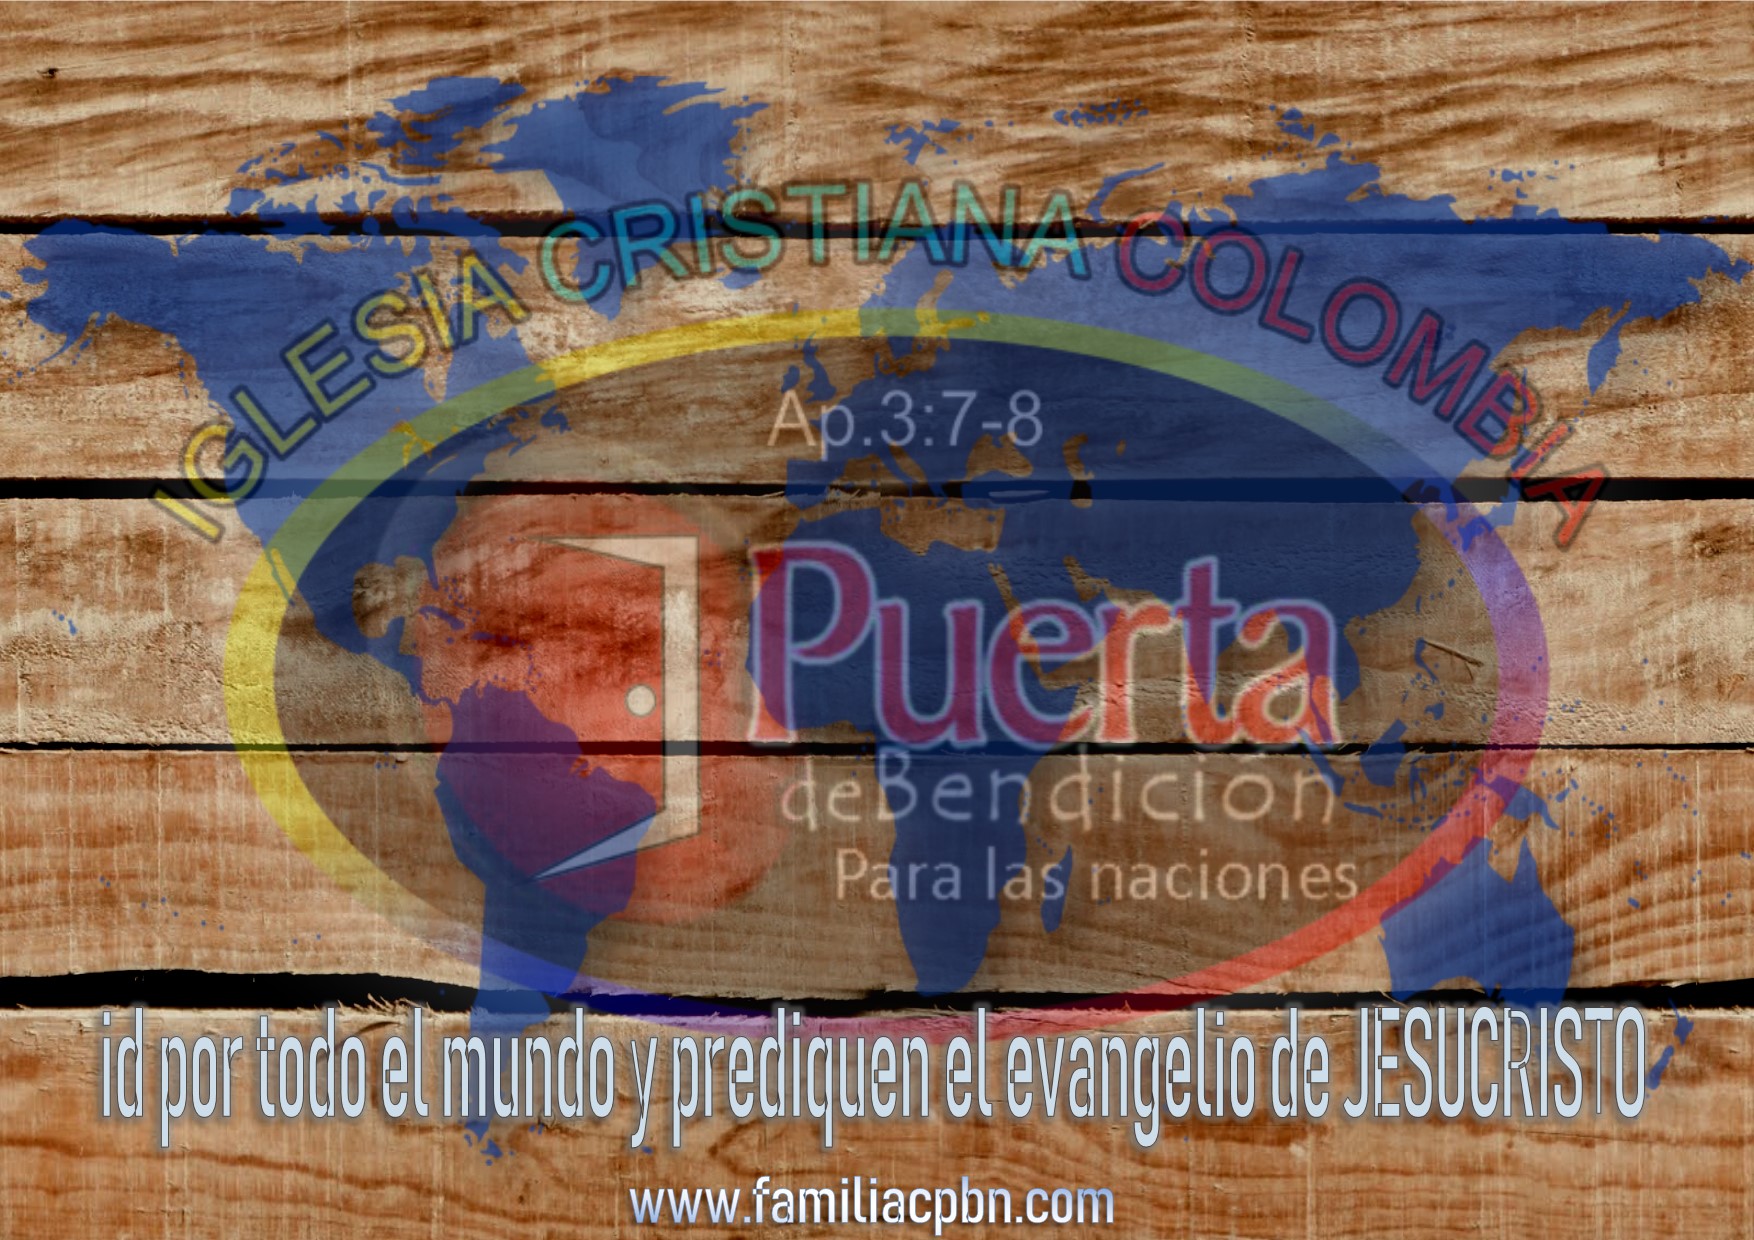 IGLESIA CRISTIANA COLOMBIA
Ap.3:7-8
Puerta
deBendición
Para las naciones
id por todo el mundo y prediquen el evangelio de JESUCRISTO
www.familiacpbn.com